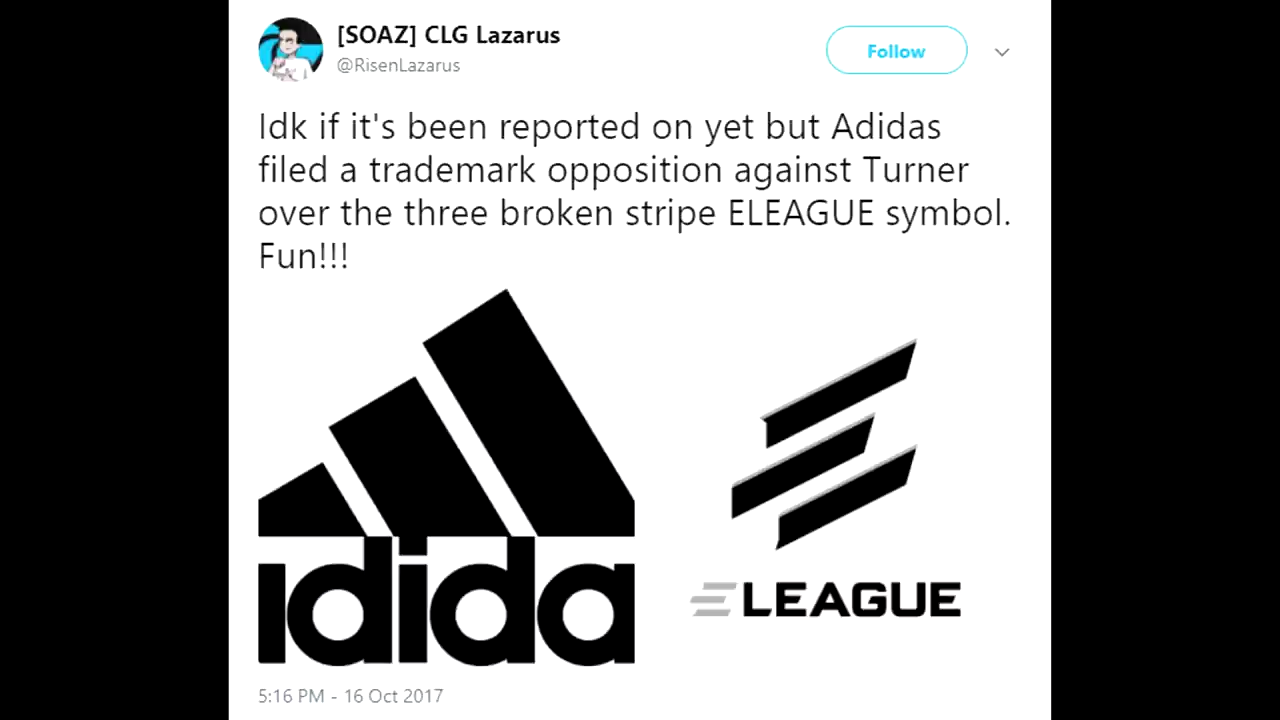 [SOAZ] CLG Lazarus
@RisenLazarus
Follow
Idk if it's been reported on yet but Adidas
filed a trademark opposition against Turner
over the three broken stripe ELEAGUE symbol.
Fun!!!
adida
ELEAGUE
5:16 PM - 16 Oct 2017